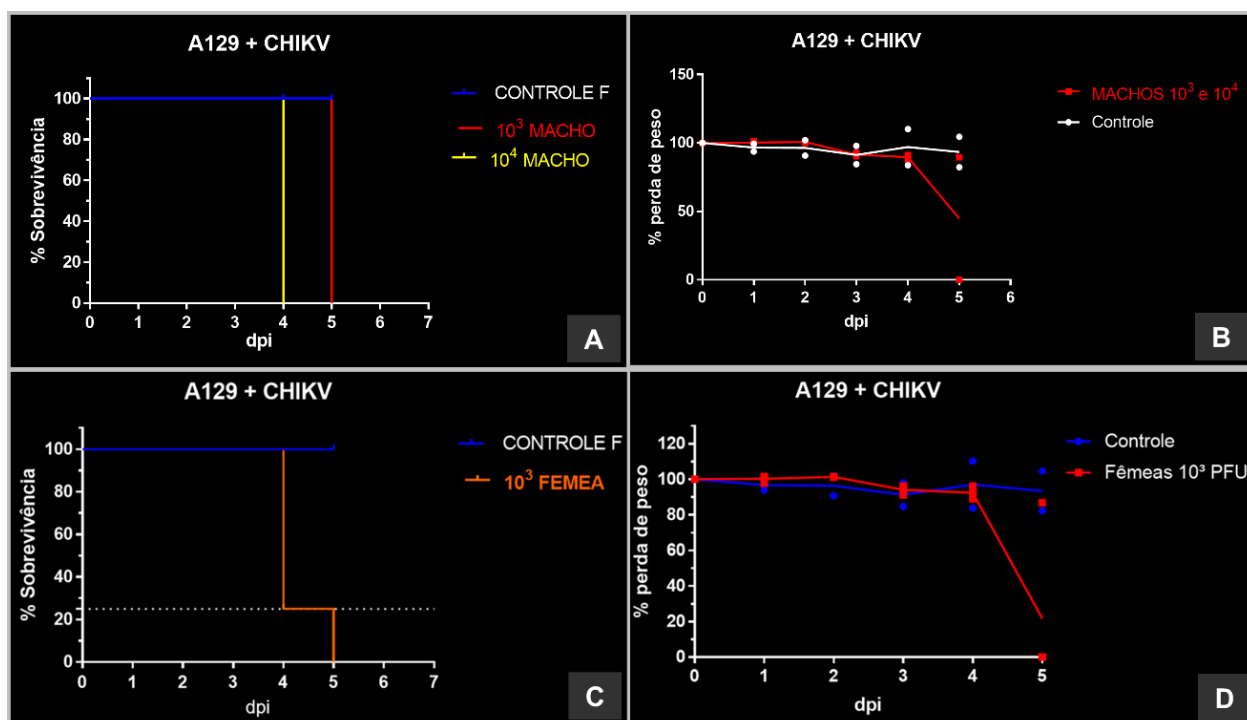 A129 + CHIKV
% Sobrevivência
100
80
60
40
20
0
0 1 2 3 4 5 6 7
dpi
CONTROLE F
10³ MACHO
10⁴ MACHO
A
A129 + CHIKV
% perda de peso
150
100
50
0
0 1 2 3 4 5 6
dpi
MACHOS 10³ e 10⁴
Controle
B
A129 + CHIKV
% Sobrevivência
100
80
60
40
20
0
0 1 2 3 4 5 6 7
dpi
CONTROLE F
10³ FEMEA
C
A129 + CHIKV
% perda de peso
120
100
80
60
40
20
0
0 1 2 3 4 5
dpi
Controle
Fêmeas 10³ PFU
D